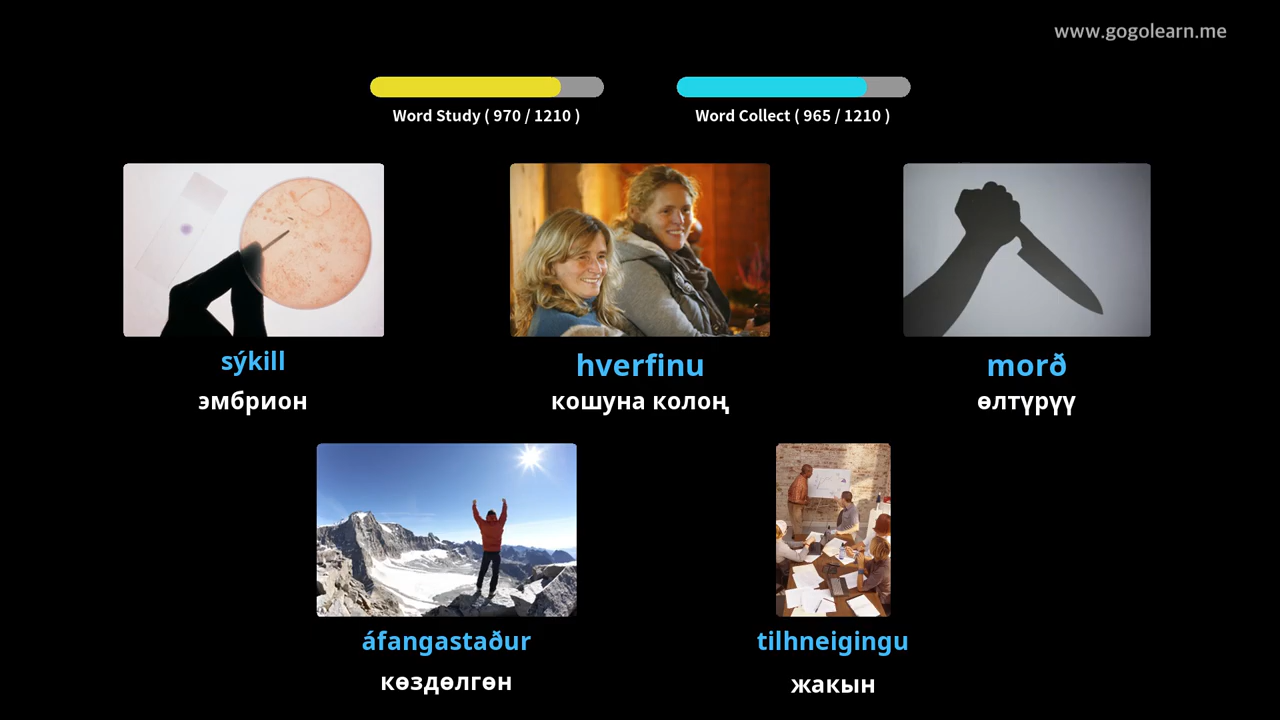 www.gogolearn.me
Word Study ( 970 / 1210 )
Word Collect ( 965 / 1210 )
sýkill
эмбрион
hverfinu
кошуна колоң
morð
өлтүрүү
áfangastaður
көздөлгөн
tilhneigingu
жакын